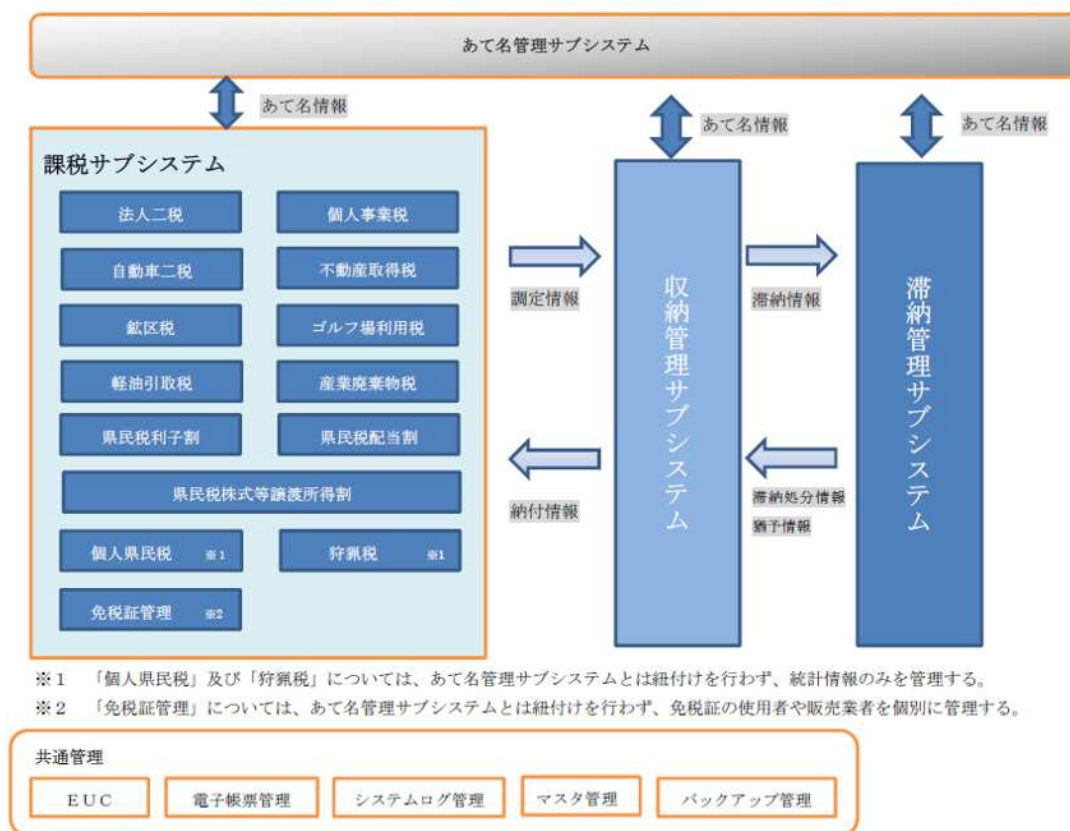 あて名管理サブシステム
あて名情報
あて名情報
あて名情報
課税サブシステム
法人二税
個人事業税
自動車二税
不動産取得税
鉱区税
ゴルフ場利用税
軽油引取税
産業廃棄物税
県民税利子割
県民税配当割
県民税株式等譲渡所得割
個人県民税 ※1
狩猟税 ※1
免税証管理 ※2
調定情報
納付情報
収納管理サブシステム
滞納情報
滞納処分情報
猶予情報
滞納管理サブシステム
※1 「個人県民税」及び「狩猟税」については、あて名管理サブシステムとは紐付けを行わず、統計情報のみを管理する。
※2 「免税証管理」については、あて名管理サブシステムとは紐付けを行わず、免税証の使用者や販売業者を個別に管理する。
共通管理
EUC
電子帳票管理
システムログ管理
マスタ管理
バックアップ管理